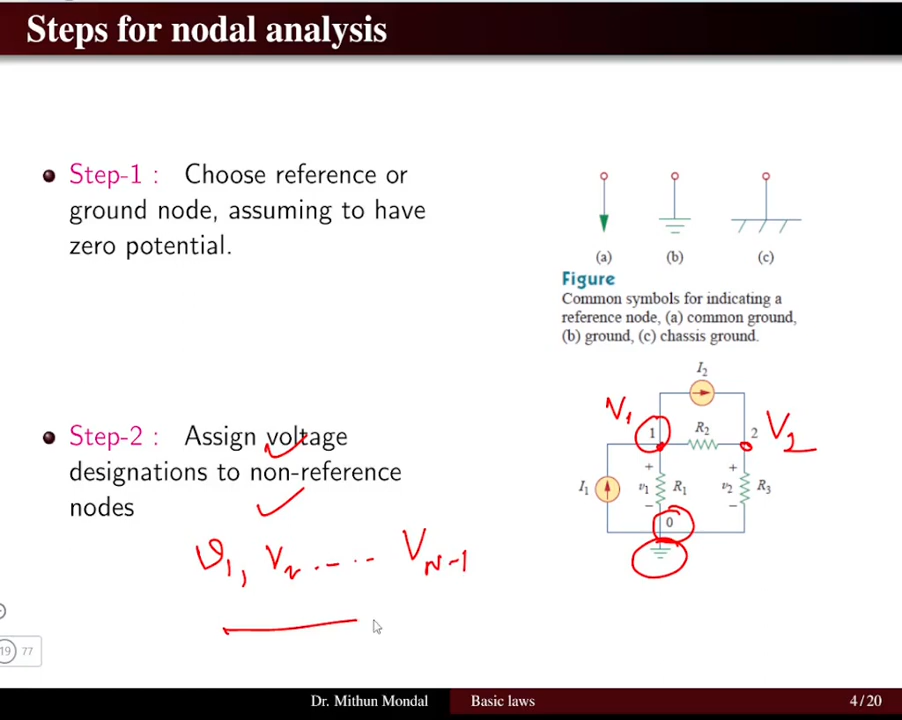 Steps for nodal analysis
Step-1 : Choose reference or
ground node, assuming to have
zero potential.
(a) (b) (c)
Figure
Common symbols for indicating a
reference node, (a) common ground,
(b) ground, (c) chassis ground.
Step-2 : Assign voltage
designations to non-reference
nodes
I2
V1
1
R2
2
V2
I1
+
v1
−
R1
+
v2
−
R3
0
v1, V2 ..... VN-1
19 77
Dr. Mithun Mondal
Basic laws
4/20